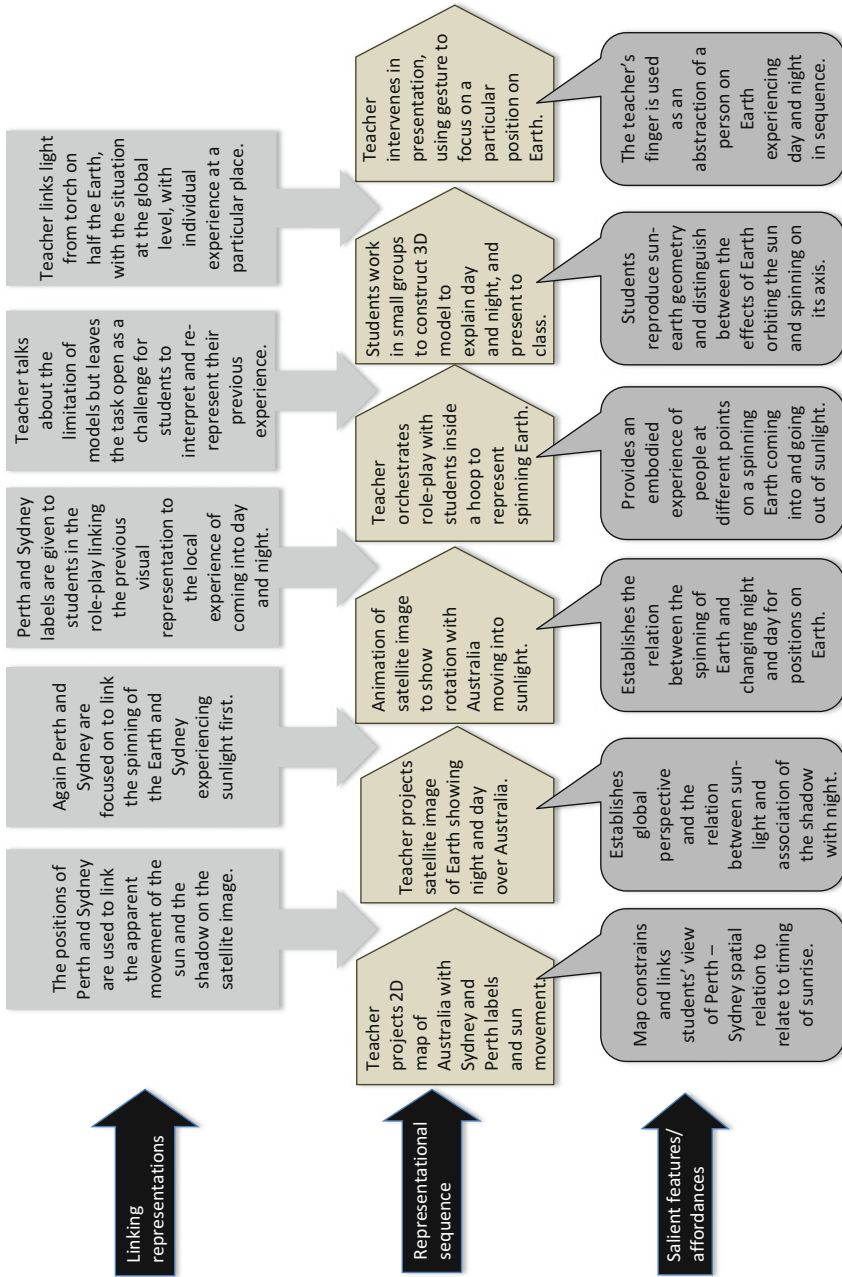 Linking
representations
The positions of
Perth and Sydney
are used to link
the apparent
movement of the
sun and the
shadow on the
satellite image.
Again Perth and
Sydney are
focused on to link
the spinning of
the Earth and
Sydney
experiencing
sunlight first.
Perth and Sydney
labels are given to
students in the
role-play linking
the previous
visual
representation to
the local
experience of
coming into day
and night.
Teacher talks
about the
limitation of
models but leaves
the task open as a
challenge for
students to
interpret and re-
represent their
previous
experience.
Teacher links light
from torch on
half the Earth,
with the situation
at the global
level, with
individual
experience at a
particular place.
Representational
sequence
Teacher
projects 2D
map of
Australia with
Sydney and
Perth labels
and sun
movement.
Teacher projects
satellite image
of Earth showing
night and day
over Australia.
Animation of
satellite image
to show
rotation with
Australia
moving into
sunlight.
Teacher
orchestrates
role-play with
students inside
a hoop to
represent
spinning Earth.
Students work
in small groups
to construct 3D
model to
explain day
and night, and
present to
class.
Teacher
intervenes in
presentation,
using gesture to
focus on a
particular
position on
Earth.
Salient features/
affordances
Map constrains
and links
students' view
of Perth –
Sydney spatial
relation to
relate to timing
of sunrise.
Establishes
global
perspective
and the
relation
between sun-
light and
association of
the shadow
with night.
Establishes the
relation
between the
spinning of
Earth and
changing night
and day for
positions on
Earth.
Provides an
embodied
experience of
people at
different points
on a spinning
Earth coming
into and going
out of sunlight.
Students
reproduce sun-
earth geometry
and distinguish
between the
effects of Earth
orbiting the sun
and spinning on
its axis.
The teacher's
finger is used
as an
abstraction of a
person on
Earth
experiencing
day and night
in sequence.